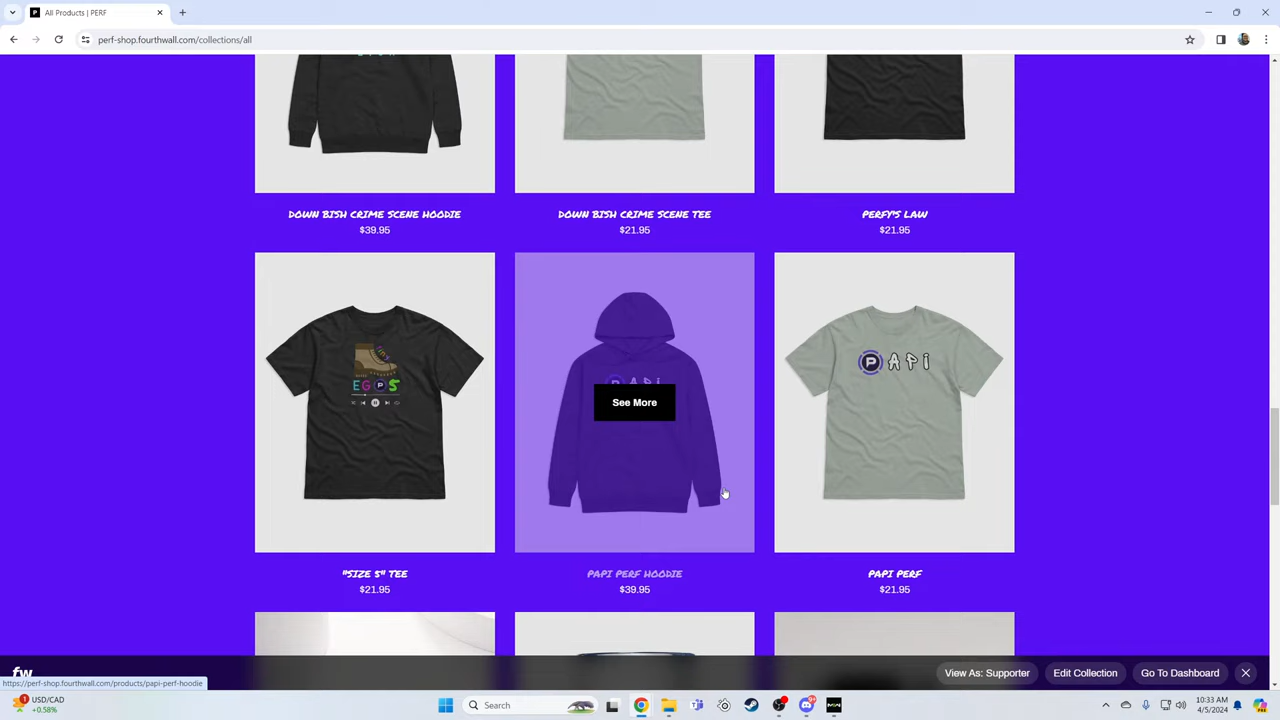 All Products | PERF
perf-shop.fourthwall.com/collections/all
DOWN BISH CRIME SCENE HOODIE
$39.95
DOWN BISH CRIME SCENE TEE
$21.95
PERFY'S LAW
$21.95
EGOS
P API
See More
P API
"SIZE 5" TEE
$21.95
PAPI PERF HOODIE
$39.95
PAPI PERF
$21.95
fw
View As: Supporter
Edit Collection
Go To Dashboard
https://perf-shop.fourthwall.com/products/papi-perf-hoodie
USD/CAD
+0.58%
Search
10:33 AM
4/5/2024